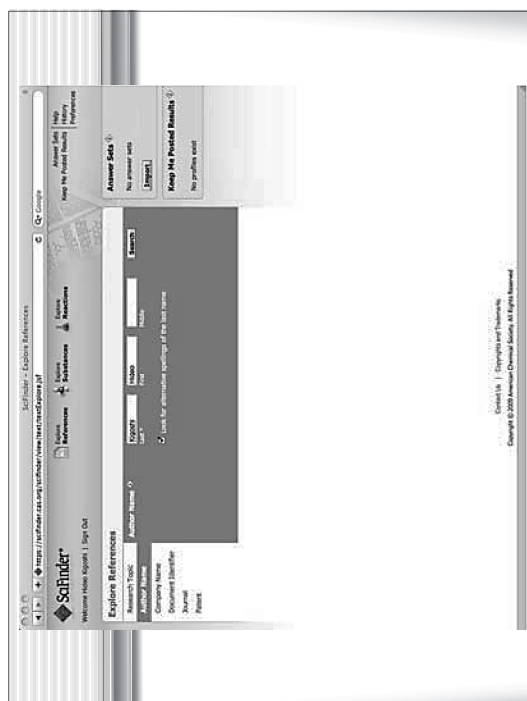 SciFinder – Explore References
https://scifinder.cas.org/scifinder/view/text/textExplore.jsf
Google
SciFinder
Explore References
Explore Substances
Explore Reactions
Answer Sets
Keep Me Posted Results
Help
History
Preferences
Welcome Hideo Kigoshi | Sign Out
Explore References
Research Topic
Author Name
Company Name
Document Identifier
Journal
Patent
Author Name
Kigoshi
Hideo
Search
Last *
First
Middle
Look for alternative spellings of the last name
Answer Sets
No answer sets
Import
Keep Me Posted Results
No profiles exist
Contact Us | Copyrights and Trademarks
Copyright © 2009 American Chemical Society. All Rights Reserved